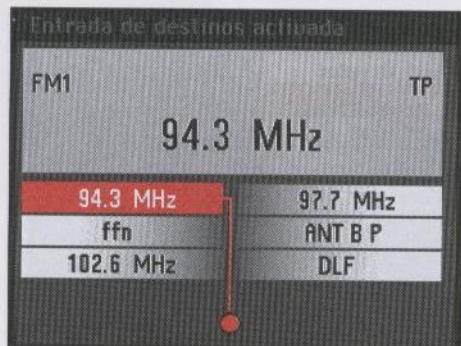 Entrada de destinos activada
FM1 TP
94.3 MHz
94.3 MHz 97.7 MHz
ffn ANT B P
102.6 MHz DLF